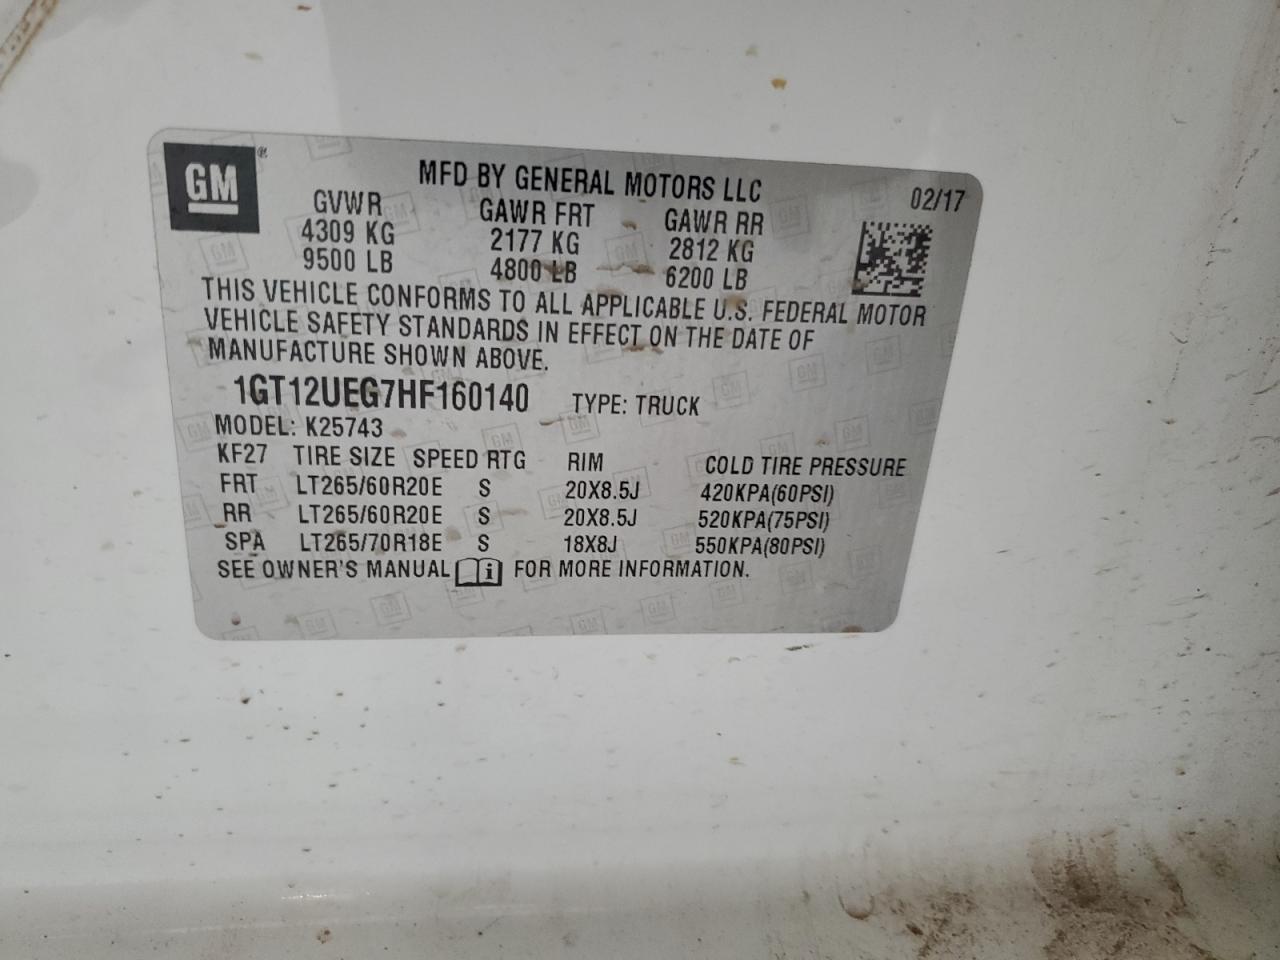 GM®
MFD BY GENERAL MOTORS LLC 02/17
GVWR GAWR FRT GAWR RR
4309 KG 2177 KG 2812 KG
9500 LB 4800 LB 6200 LB
THIS VEHICLE CONFORMS TO ALL APPLICABLE U.S. FEDERAL MOTOR
VEHICLE SAFETY STANDARDS IN EFFECT ON THE DATE OF
MANUFACTURE SHOWN ABOVE.
1GT12UEG7HF160140 TYPE: TRUCK
MODEL: K25743
KF27 TIRE SIZE SPEED RTG RIM COLD TIRE PRESSURE
FRT LT265/60R20E S 20X8.5J 420KPA(60PSI)
RR LT265/60R20E S 20X8.5J 520KPA(75PSI)
SPA LT265/70R18E S 18X8J 550KPA(80PSI)
SEE OWNER'S MANUAL i FOR MORE INFORMATION.